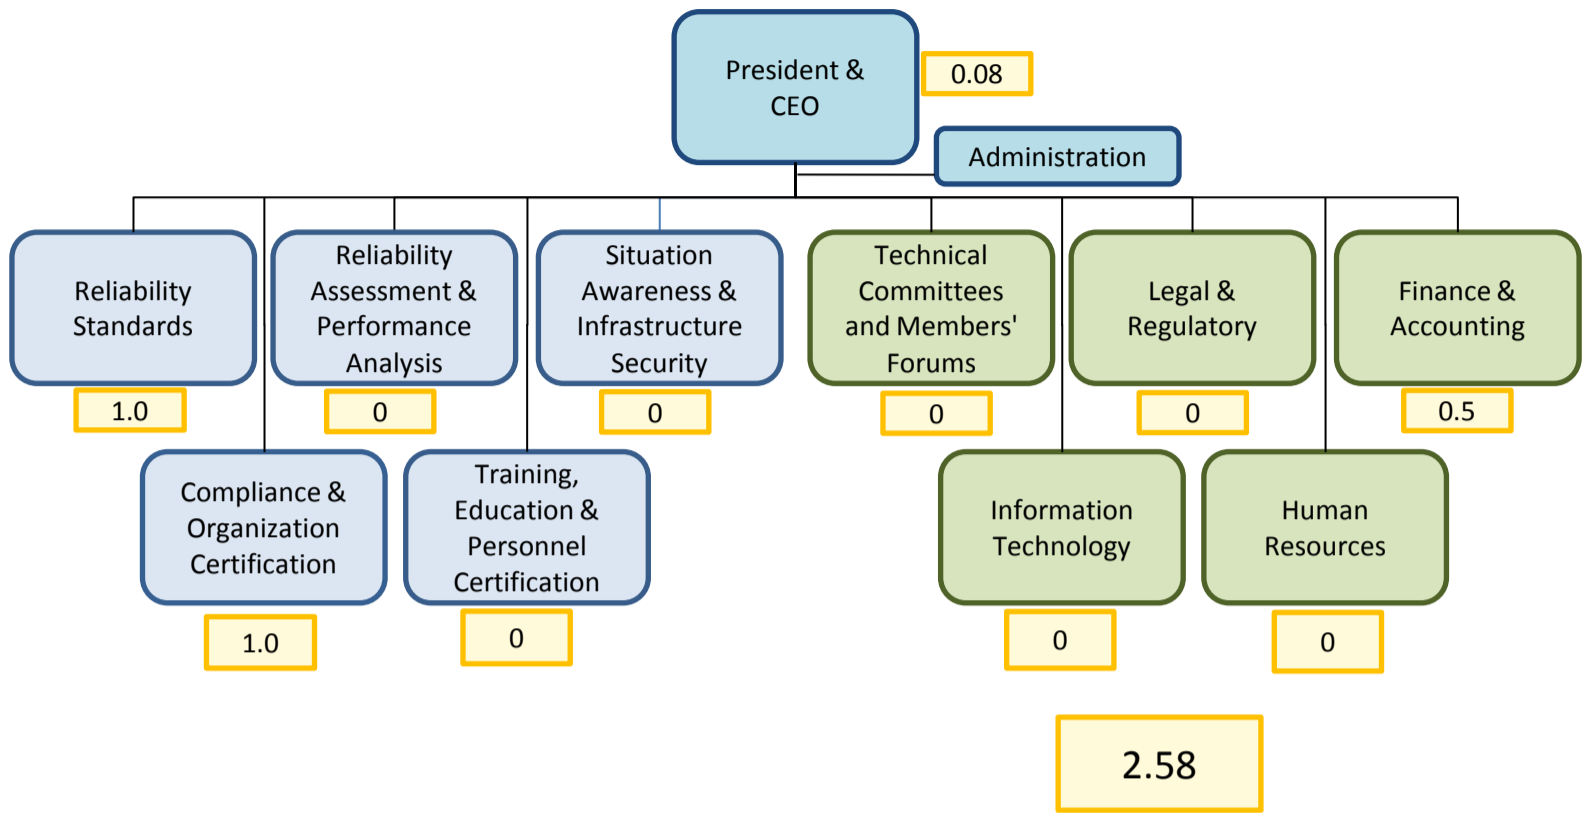 President &
CEO
0.08
Administration
Reliability
Standards
1.0
Reliability
Assessment &
Performance
Analysis
0
Situation
Awareness &
Infrastructure
Security
0
Technical
Committees
and Members'
Forums
0
Legal &
Regulatory
0
Finance &
Accounting
0.5
Compliance &
Organization
Certification
1.0
Training,
Education &
Personnel
Certification
0
Information
Technology
0
Human
Resources
0
2.58